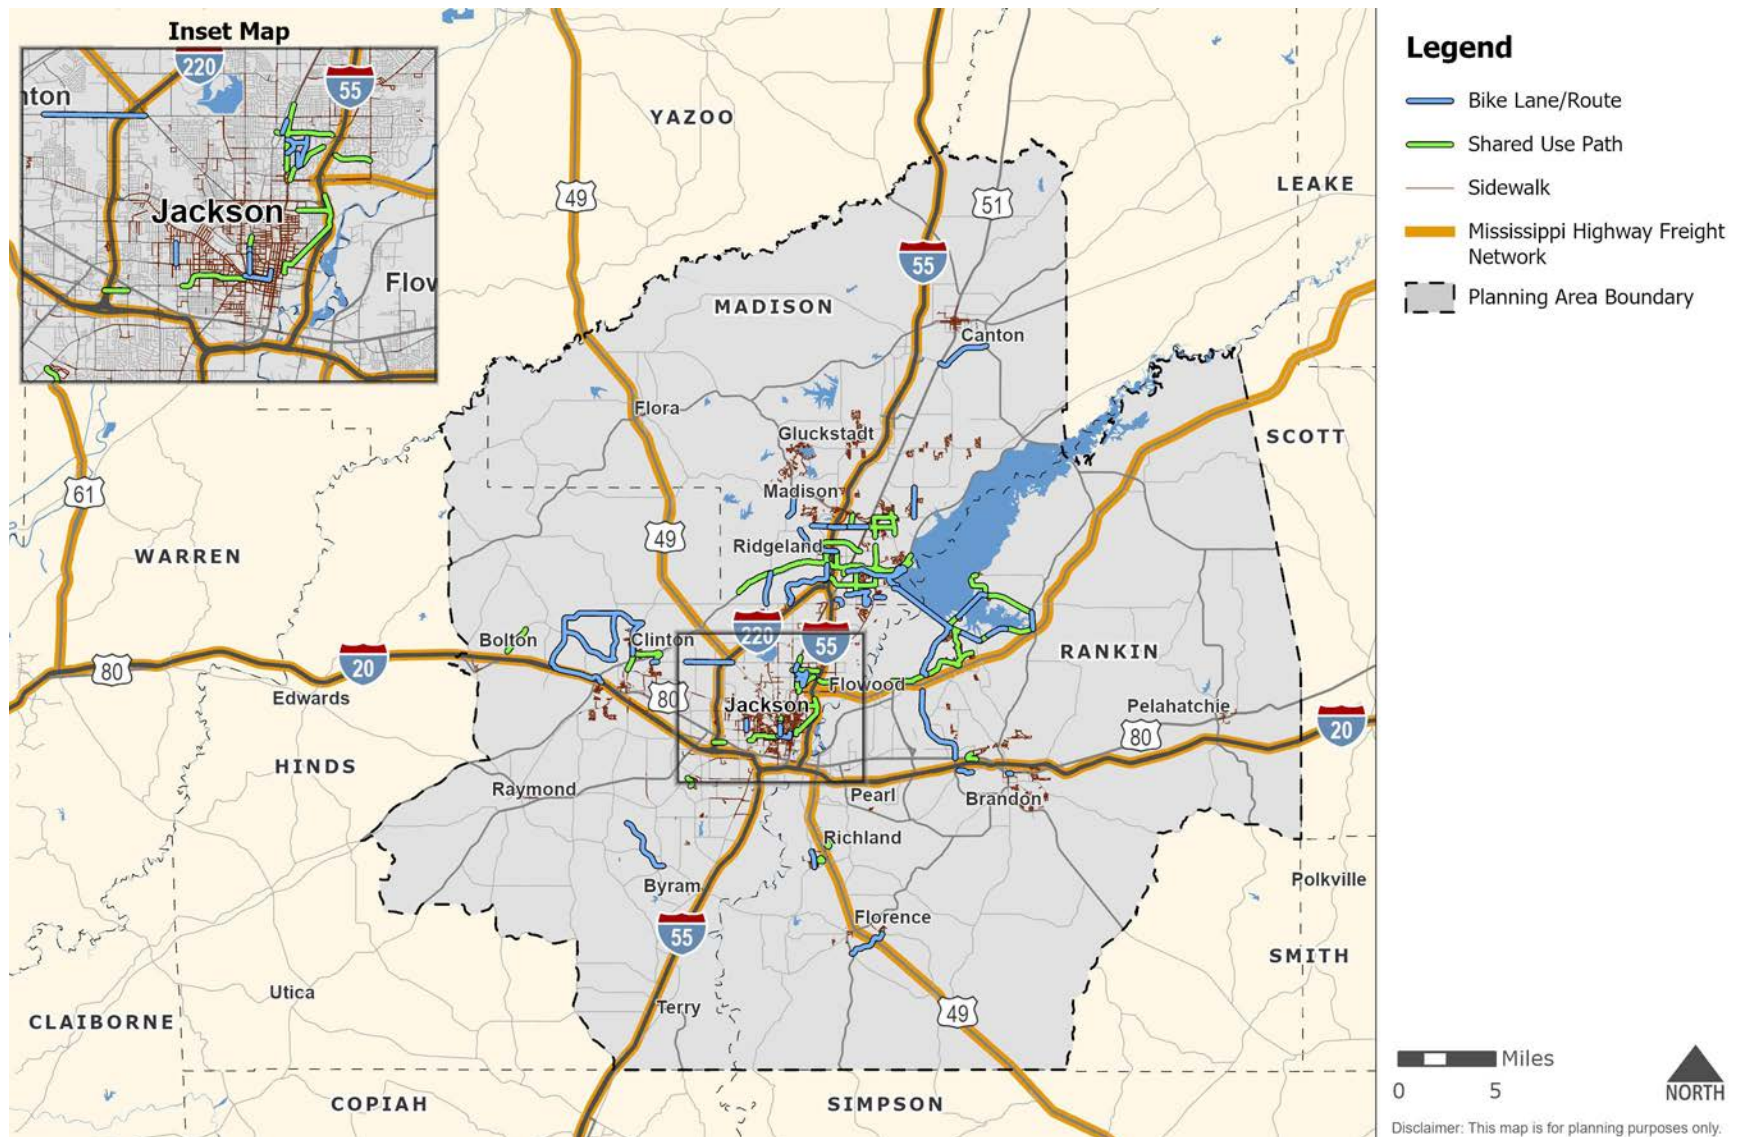 Inset Map
220
55
nton
Jackson
Flow
YAZOO
49
51
LEAKE
55
MADISON
Canton
Flora
Gluckstadt
SCOTT
61
Madison
49
Ridgeland
WARREN
Bolton
Clinton
220
55
RANKIN
80
20
Edwards
80
Flowood
Jackson
Pelahatchie
80
20
HINDS
Raymond
Pearl
Brandon
Richland
Byram
Polkville
55
Florence
SMITH
Utica
Terry
49
CLAIBORNE
COPIAH
SIMPSON
Legend
Bike Lane/Route
Shared Use Path
Sidewalk
Mississippi Highway Freight
Network
Planning Area Boundary
Miles
0 5
NORTH
Disclaimer: This map is for planning purposes only.